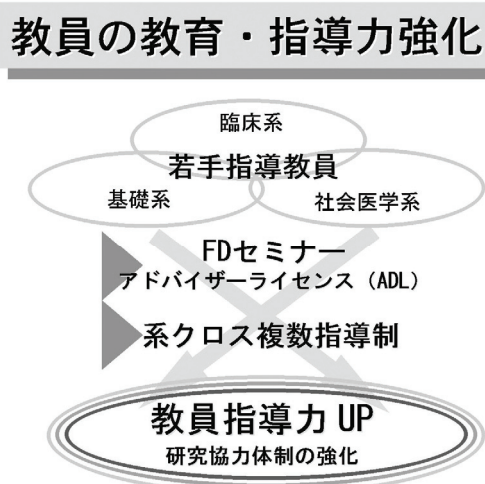 教員の教育・指導力強化
臨床系
若手指導教員
基礎系
社会医学系
FDセミナー
アドバイザーライセンス（ADL）
系クロス複数指導制
教員指導力 UP
研究協力体制の強化